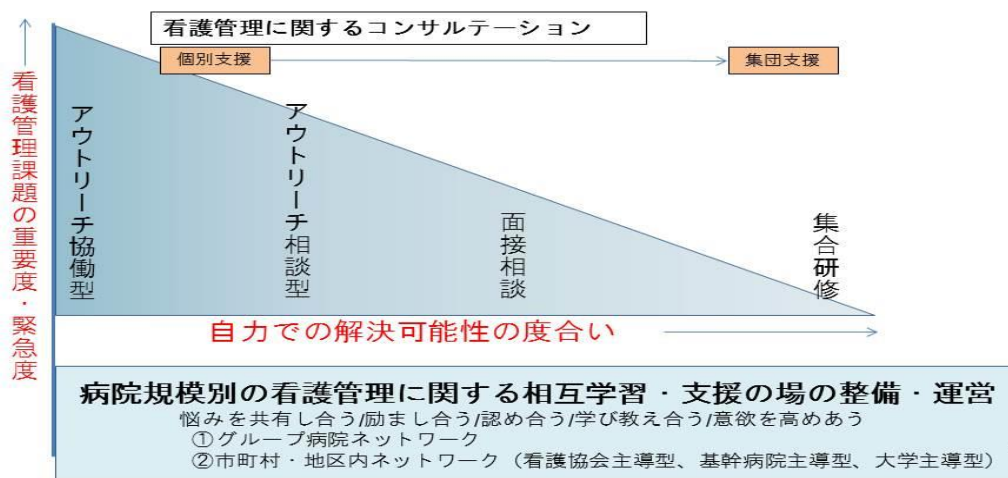 看護管理に関するコンサルテーション
個別支援
集団支援
看護管理課題の重要度・緊急度
アウトリーチ協働型
アウトリーチ相談型
面接相談
集合研修
自力での解決可能性の度合い
病院規模別の看護管理に関する相互学習・支援の場の整備・運営
悩みを共有し合う/励まし合う/認め合う/学び教え合う/意欲を高めあう
①グループ病院ネットワーク
②市町村・地区内ネットワーク（看護協会主導型、基幹病院主導型、大学主導型）